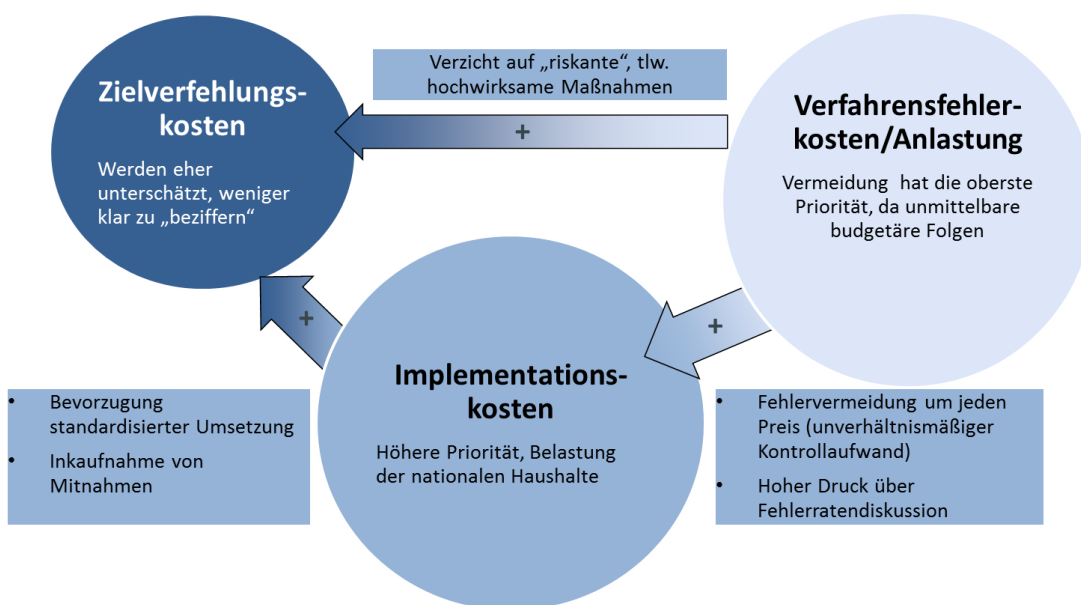 Zielverfehlungs-
kosten
Werden eher
unterschätzt, weniger
klar zu „beziffern“
Verzicht auf „riskante“, tlw.
hochwirksame Maßnahmen
+
Verfahrensfehler-
kosten/Anlastung
Vermeidung hat die oberste
Priorität, da unmittelbare
budgetäre Folgen
+
+
Implementations-
kosten
Höhere Priorität, Belastung
der nationalen Haushalte
• Bevorzugung
standardisierter Umsetzung
• Inkaufnahme von
Mitnahmen
• Fehlervermeidung um jeden
Preis (unverhältnismäßiger
Kontrollaufwand)
• Hoher Druck über
Fehlerratendiskussion